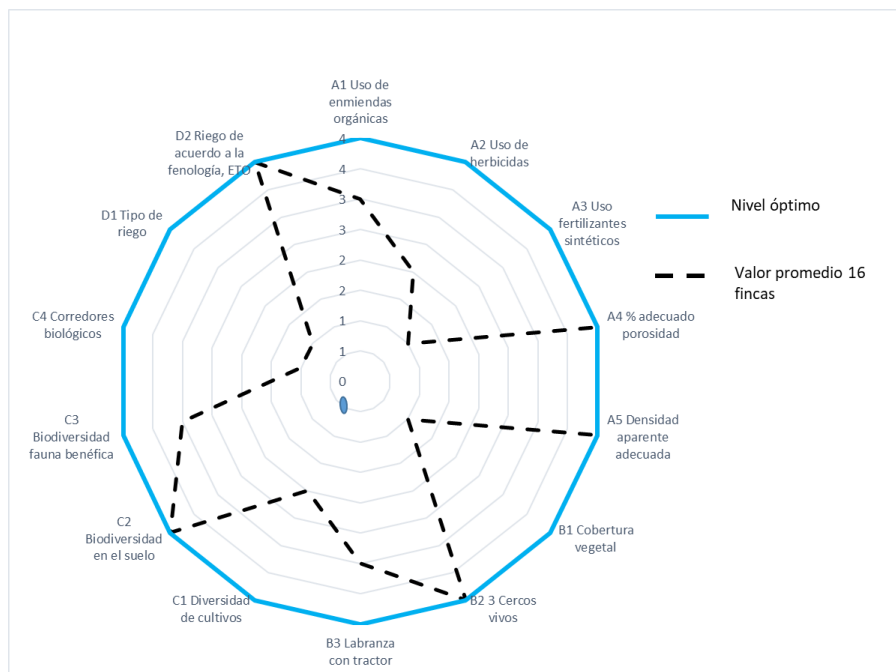 A1 Uso de
enmiendas
orgánicas
A2 Uso de
herbicidas
A3 Uso
fertilizantes
sintéticos
A4 % adecuado
porosidad
A5 Densidad
aparente
adecuada
B1 Cobertura
vegetal
B2 3 Cercos
vivos
B3 Labranza
con tractor
C1 Diversidad
de cultivos
C2
Biodiversidad
en el suelo
C3
Biodiversidad
fauna benéfica
C4 Corredores
biológicos
D1 Tipo de
riego
D2 Riego de
acuerdo a la
fenología, ETO
4
4
3
3
2
2
1
1
0
Nivel óptimo
Valor promedio 16
fincas